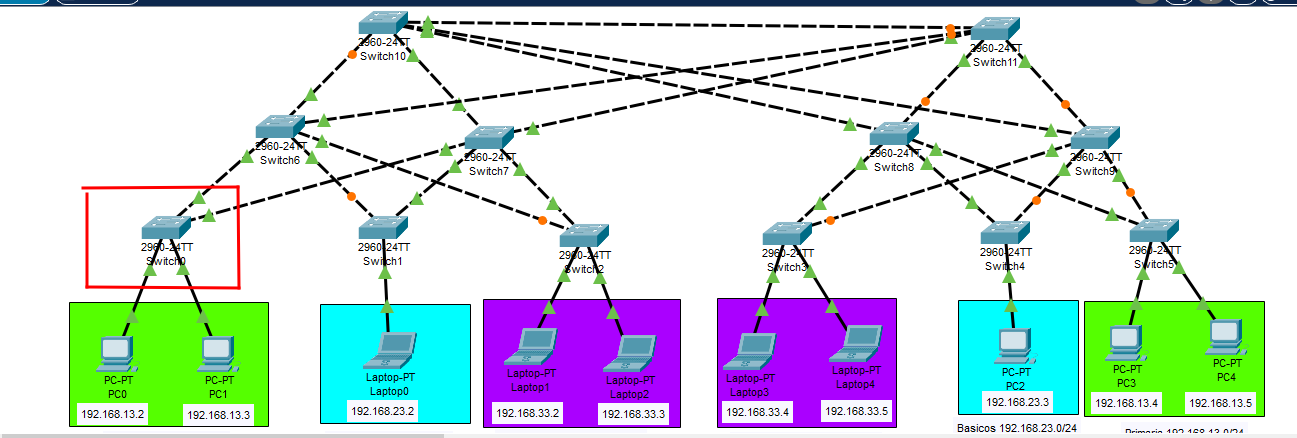 2960-24TT
Switch10
2960-24TT
Switch11
2960-24TT
Switch6
2960-24TT
Switch7
2960-24TT
Switch8
2960-24TT
Switch9
2960-24TT
Switch0
2960-24TT
Switch1
2960-24TT
Switch2
2960-24TT
Switch3
2960-24TT
Switch4
2960-24TT
Switch5
PC-PT
PC0
PC-PT
PC1
Laptop-PT
Laptop0
Laptop-PT
Laptop1
Laptop-PT
Laptop2
Laptop-PT
Laptop3
Laptop-PT
Laptop4
PC-PT
PC2
PC-PT
PC3
PC-PT
PC4
192.168.13.2
192.168.13.3
192.168.23.2
192.168.33.2
192.168.33.3
192.168.33.4
192.168.33.5
192.168.23.3
192.168.13.4
192.168.13.5
Basicos 192.168.23.0/24
Primaria 192.168.13.0/24